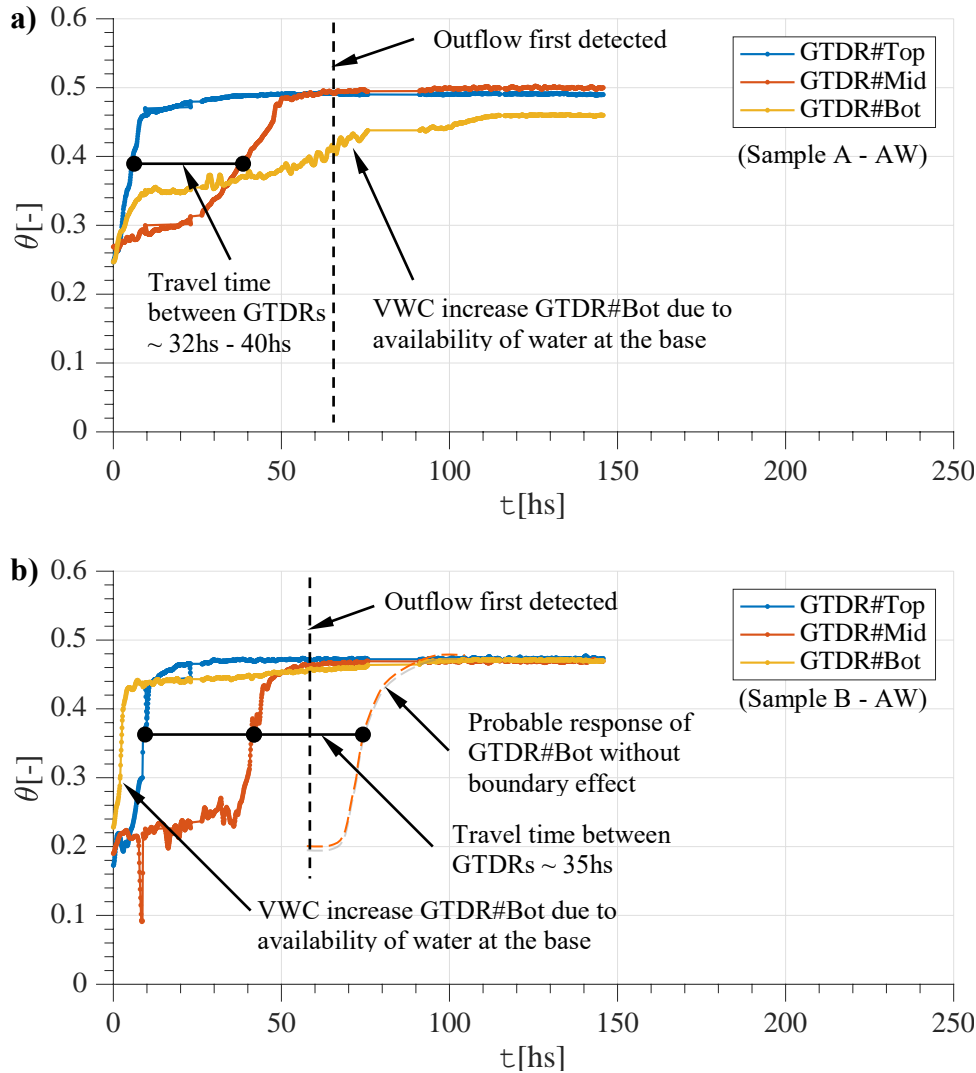 a)
0.6
0.5
0.4
0.3
0.2
0.1
0
θ[-]
Outflow first detected
GTDR#Top
GTDR#Mid
GTDR#Bot
(Sample A - AW)
Travel time
between GTDRs
~ 32hs - 40hs
VWC increase GTDR#Bot due to
availability of water at the base
0 50 100 150 200 250
t[hs]
b)
0.6
0.5
0.4
0.3
0.2
0.1
0
θ[-]
Outflow first detected
GTDR#Top
GTDR#Mid
GTDR#Bot
(Sample B - AW)
Probable response of
GTDR#Bot without
boundary effect
Travel time between
GTDRs ~ 35hs
VWC increase GTDR#Bot due to
availability of water at the base
0 50 100 150 200 250
t[hs]